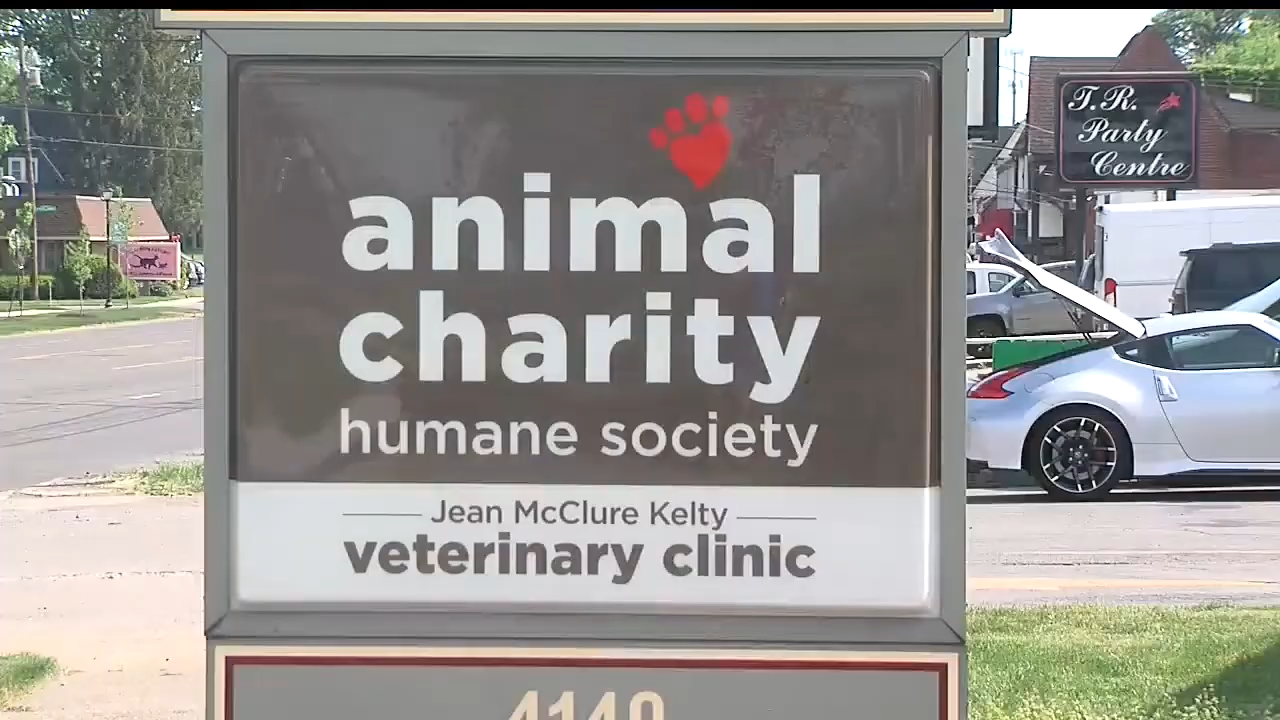 animal
charity
humane society
Jean McClure Kelty
veterinary clinic
4140
T.R.
Party
Centre